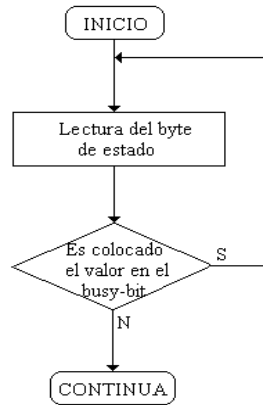 INICIO
Lectura del byte
de estado
Es colocado
el valor en el
busy-bit
S
N
CONTINUA